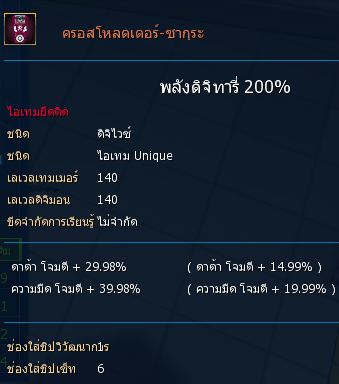 ครอสโหลดเดอร์-ซากุระ
พลังดิจิทารี่ 200%
ไอเทมยึดติด
ชนิด ดิจิไวซ์
ชนิด ไอเทม Unique
เลเวลเทมเมอร์ 140
เลเวลดิจิมอน 140
ขีดจำกัดการเรียนรู้ ไม่จำกัด
ดาต้า โจมตี + 29.98% ( ดาต้า โจมตี + 14.99% )
ความมืด โจมตี + 39.98% ( ความมืด โจมตี + 19.99% )
ช่องใส่ชิปวิวัฒนาการ 1
ช่องใส่ชิปเซ็ท 6